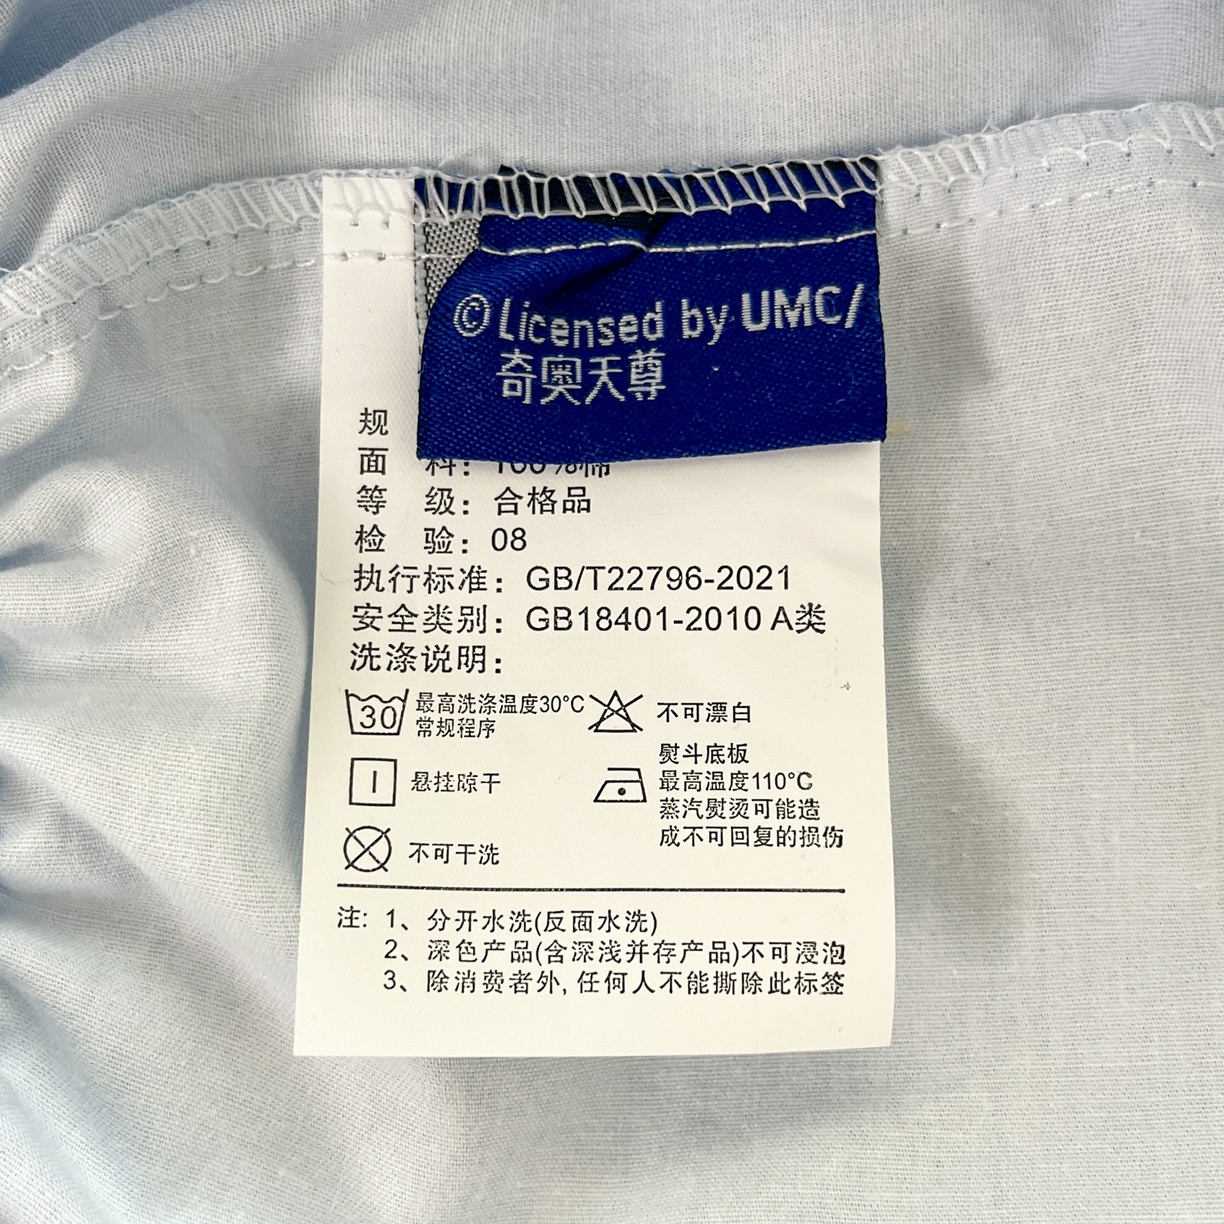 © Licensed by UMC/
奇奥天尊
规
面 料：100%棉
等 级：合格品
检 验：08
执行标准：GB/T22796-2021
安全类别：GB18401-2010 A类
洗涤说明：
30 最高洗涤温度30°C
常规程序
不可漂白
悬挂晾干
熨斗底板
最高温度110°C
蒸汽熨烫可能造
成不可回复的损伤
不可干洗
注: 1、分开水洗(反面水洗)
2、深色产品(含深浅并存产品)不可浸泡
3、除消费者外, 任何人不能撕除此标签